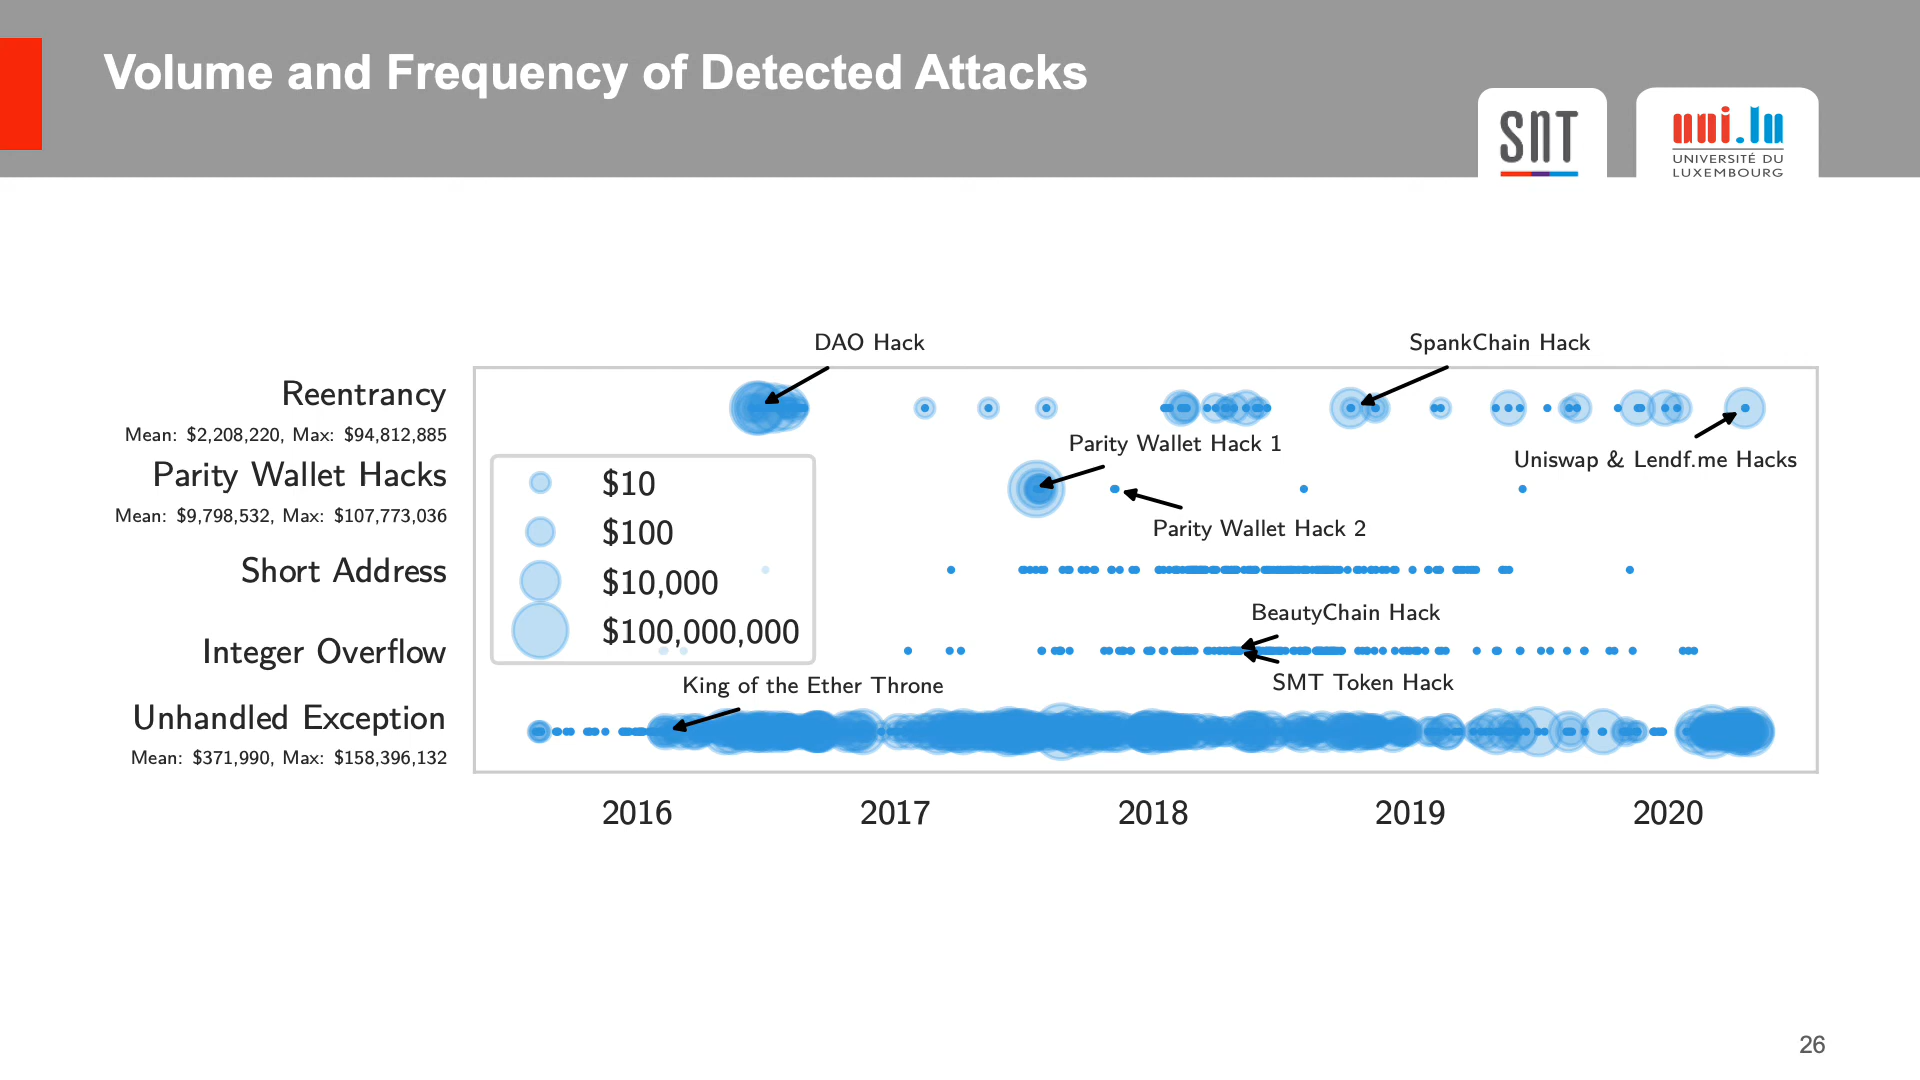 Volume and Frequency of Detected Attacks
SNT
uni.lu
UNIVERSITÉ DU
LUXEMBOURG
DAO Hack
SpankChain Hack
Reentrancy
Mean: $2,208,220, Max: $94,812,885
Parity Wallet Hack 1
Uniswap & Lendf.me Hacks
Parity Wallet Hacks
Mean: $9,798,532, Max: $107,773,036
$10
$100
$10,000
$100,000,000
Parity Wallet Hack 2
Short Address
BeautyChain Hack
Integer Overflow
SMT Token Hack
King of the Ether Throne
Unhandled Exception
Mean: $371,990, Max: $158,396,132
2016
2017
2018
2019
2020
26